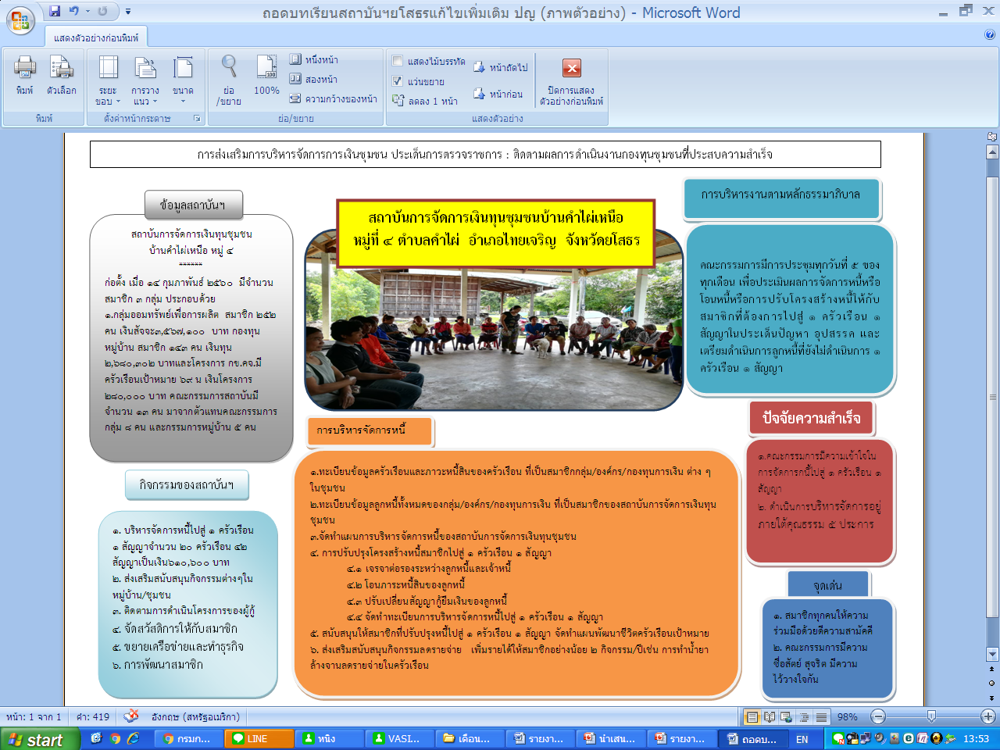 ถอดบทเรียนสถาบันฯยโสธรแก้ไขเพิ่มเติม ปญ (ภาพตัวอย่าง) - Microsoft Word
แสดงตัวอย่างก่อนพิมพ์
พิมพ์
ตัวเลือก
ระยะขอบ
การวางแนว
ขนาด
ย่อ/ขยาย
100%
หนึ่งหน้า
สองหน้า
ความกว้างของหน้า
แสดงไม้บรรทัด
แว่นขยาย
ลดลง 1 หน้า
หน้าถัดไป
หน้าก่อน
ปิดการแสดงตัวอย่างก่อนพิมพ์
พิมพ์
ตั้งค่าหน้ากระดาษ
ย่อ/ขยาย
แสดงตัวอย่าง
การส่งเสริมการบริหารจัดการการเงินชุมชน ประเด็นการตรวจราชการ : ติดตามผลการดำเนินงานกองทุนชุมชนที่ประสบความสำเร็จ
ข้อมูลสถาบันฯ
สถาบันการจัดการเงินทุนชุมชน
บ้านคำไผ่เหนือ หมู่ ๔
******
ก่อตั้ง เมื่อ ๑๔ กุมภาพันธ์ ๒๕๖๐ มีจำนวน
สมาชิก ๓ กลุ่ม ประกอบด้วย
๑.กลุ่มออมทรัพย์เพื่อการผลิต สมาชิก ๒๕๒
คน เงินสัจจะ๓,๕๖๗,๑๐๐ บาท กองทุน
หมู่บ้าน สมาชิก ๑๔๓ คน เงินทุน
๒,๖๘๐,๓๐๒ บาทและโครงการ กข.คจ.มี
ครัวเรือนเป้าหมาย ๖๙ น เงินโครงการ
๒๘๐,๐๐๐ บาท คณะกรรมการสถาบันมี
จำนวน ๑๓ คน มาจากตัวแทนคณะกรรมการ
กลุ่ม ๘ คน และกรรมการหมู่บ้าน ๕ คน
กิจกรรมของสถาบันฯ
๑. บริหารจัดการหนี้ไปสู่ ๑ ครัวเรือน
๑ สัญญาจำนวน ๒๐ ครัวเรือน ๔๒
สัญญาเป็นเงิน๖๑๐,๖๐๐ บาท
๒. ส่งเสริมสนับสนุนกิจกรรมต่างๆใน
หมู่บ้าน/ชุมชน
๓. ติดตามการดำเนินโครงการของผู้กู้
๔. จัดสวัสดิการให้กับสมาชิก
๕. ขยายเครือข่ายและทำธุรกิจ
๖. การพัฒนาสมาชิก
สถาบันการจัดการเงินทุนชุมชนบ้านคำไผ่เหนือ
หมู่ที่ ๔ ตำบลคำไผ่ อำเภอไทยเจริญ จังหวัดยโสธร
การบริหารจัดการหนี้
๑.ทะเบียนข้อมูลครัวเรือนและภาวะหนี้สินของครัวเรือน ที่เป็นสมาชิกกลุ่ม/องค์กร/กองทุนการเงิน ต่าง ๆ
ในชุมชน
๒.ทะเบียนข้อมูลลูกหนี้ทั้งหมดของกลุ่ม/องค์กร/กองทุนการเงิน ที่เป็นสมาชิกของสถาบันการจัดการเงินทุน
ชุมชน
๓.จัดทำแผนการบริหารจัดการหนี้ของสถาบันการจัดการเงินทุนชุมชน
๔. การปรับปรุงโครงสร้างหนี้สมาชิกไปสู่ ๑ ครัวเรือน ๑ สัญญา
๔.๑ เจรจาต่อรองระหว่างลูกหนี้และเจ้าหนี้
๔.๒ โอนภาระหนี้สินของลูกหนี้
๔.๓ ปรับเปลี่ยนสัญญากู้ยืมเงินของลูกหนี้
๔.๔ จัดทำทะเบียนการบริหารจัดการหนี้ไปสู่ ๑ ครัวเรือน ๑ สัญญา
๕. สนับสนุนให้สมาชิกที่ปรับปรุงหนี้ไปสู่ ๑ ครัวเรือน ๑ สัญญา จัดทำแผนพัฒนาชีวิตครัวเรือนเป้าหมาย
๖. ส่งเสริมสนับสนุนกิจกรรมลดรายจ่าย เพิ่มรายได้ให้สมาชิกอย่างน้อย ๒ กิจกรรม/ปีเช่น การทำน้ำยา
ล้างจานลดรายจ่ายในครัวเรือน
การบริหารงานตามหลักธรรมาภิบาล
คณะกรรมการมีการประชุมทุกวันที่ ๕ ของ
ทุกเดือน เพื่อประเมินผลการจัดการหนี้หรือ
โอนหนี้หรือการปรับโครงสร้างหนี้ให้กับ
สมาชิกที่ต้องการไปสู่ ๑ ครัวเรือน ๑
สัญญาในประเด็นปัญหา อุปสรรค และ
เตรียมดำเนินการลูกหนี้ที่ยังไม่ดำเนินการ ๑
ครัวเรือน ๑ สัญญา
ปัจจัยความสำเร็จ
๑.คณะกรรมการมีความเข้าใจใน
การจัดการกนี้ไปสู่ ๑ ครัวเรือน ๑
สัญญา
๒. ดำเนินการบริหารจัดการอยู่
ภายใต้คุณธรรม ๕ ประการ
จุดเด่น
๑. สมาชิกทุกคนให้ความ
ร่วมมือด้วยดีความสามัคคี
๒. คณะกรรมการมีความ
ซื่อสัตย์ สุจริต มีความ
ไว้วางใจกัน
หน้า: 1 จาก 1 คำ: 419 อังกฤษ (สหรัฐอเมริกา) 98%
start กรมก... LINE หนิง VASI... เดือน... รายงา... นำเสน... รายงา... ถอดบ... EN 13:53